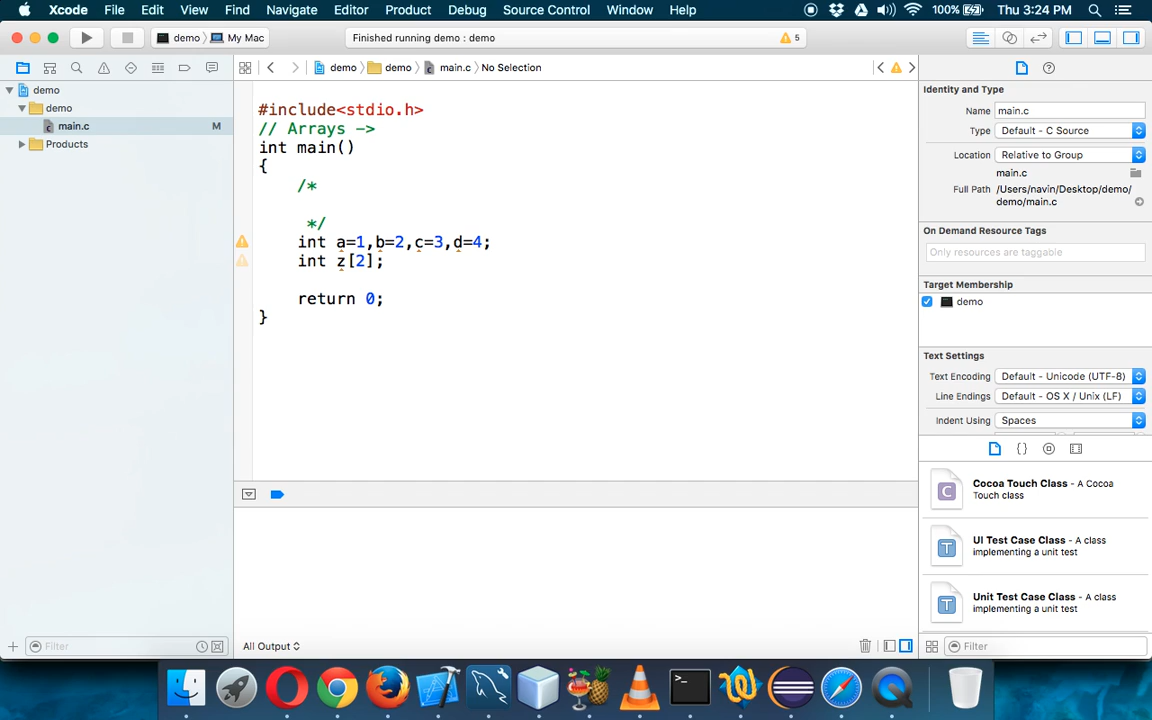 Xcode File Edit View Find Navigate Editor Product Debug Source Control Window Help 100% Thu 3:24 PM
demo My Mac Finished running demo : demo 5
demo demo main.c No Selection
demo
demo
main.c M
Products
#include<stdio.h>
// Arrays ->
int main()
{
/*
*/
int a=1,b=2,c=3,d=4;
int z[2];
return 0;
}
All Output
Filter
Identity and Type
Name main.c
Type Default - C Source
Location Relative to Group
main.c
Full Path /Users/navin/Desktop/demo/
demo/main.c
On Demand Resource Tags
Only resources are taggable
Target Membership
demo
Text Settings
Text Encoding Default - Unicode (UTF-8)
Line Endings Default - OS X / Unix (LF)
Indent Using Spaces
{ }
C
Cocoa Touch Class - A Cocoa
Touch class
T
UI Test Case Class - A class
implementing a unit test
T
Unit Test Case Class - A class
implementing a unit test
Filter